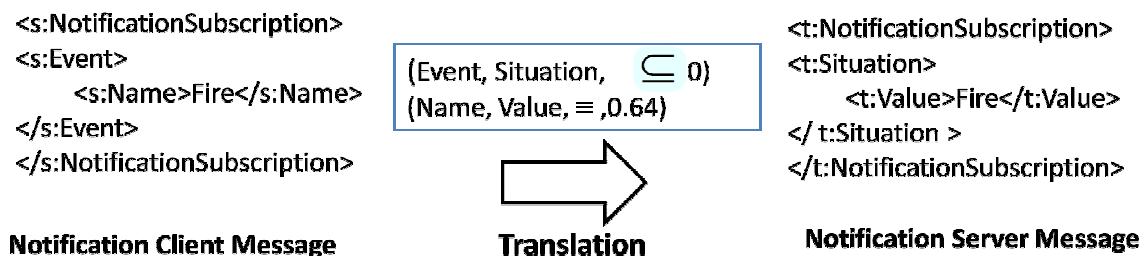 <s:NotificationSubscription>
<s:Event>
<s:Name>Fire</s:Name>
</s:Event>
</s:NotificationSubscription>
Notification Client Message
(Event, Situation, ⊆ 0)
(Name, Value, ≡ ,0.64)
Translation
<t:NotificationSubscription>
<t:Situation>
<t:Value>Fire</t:Value>
</ t:Situation >
</t:NotificationSubscription>
Notification Server Message